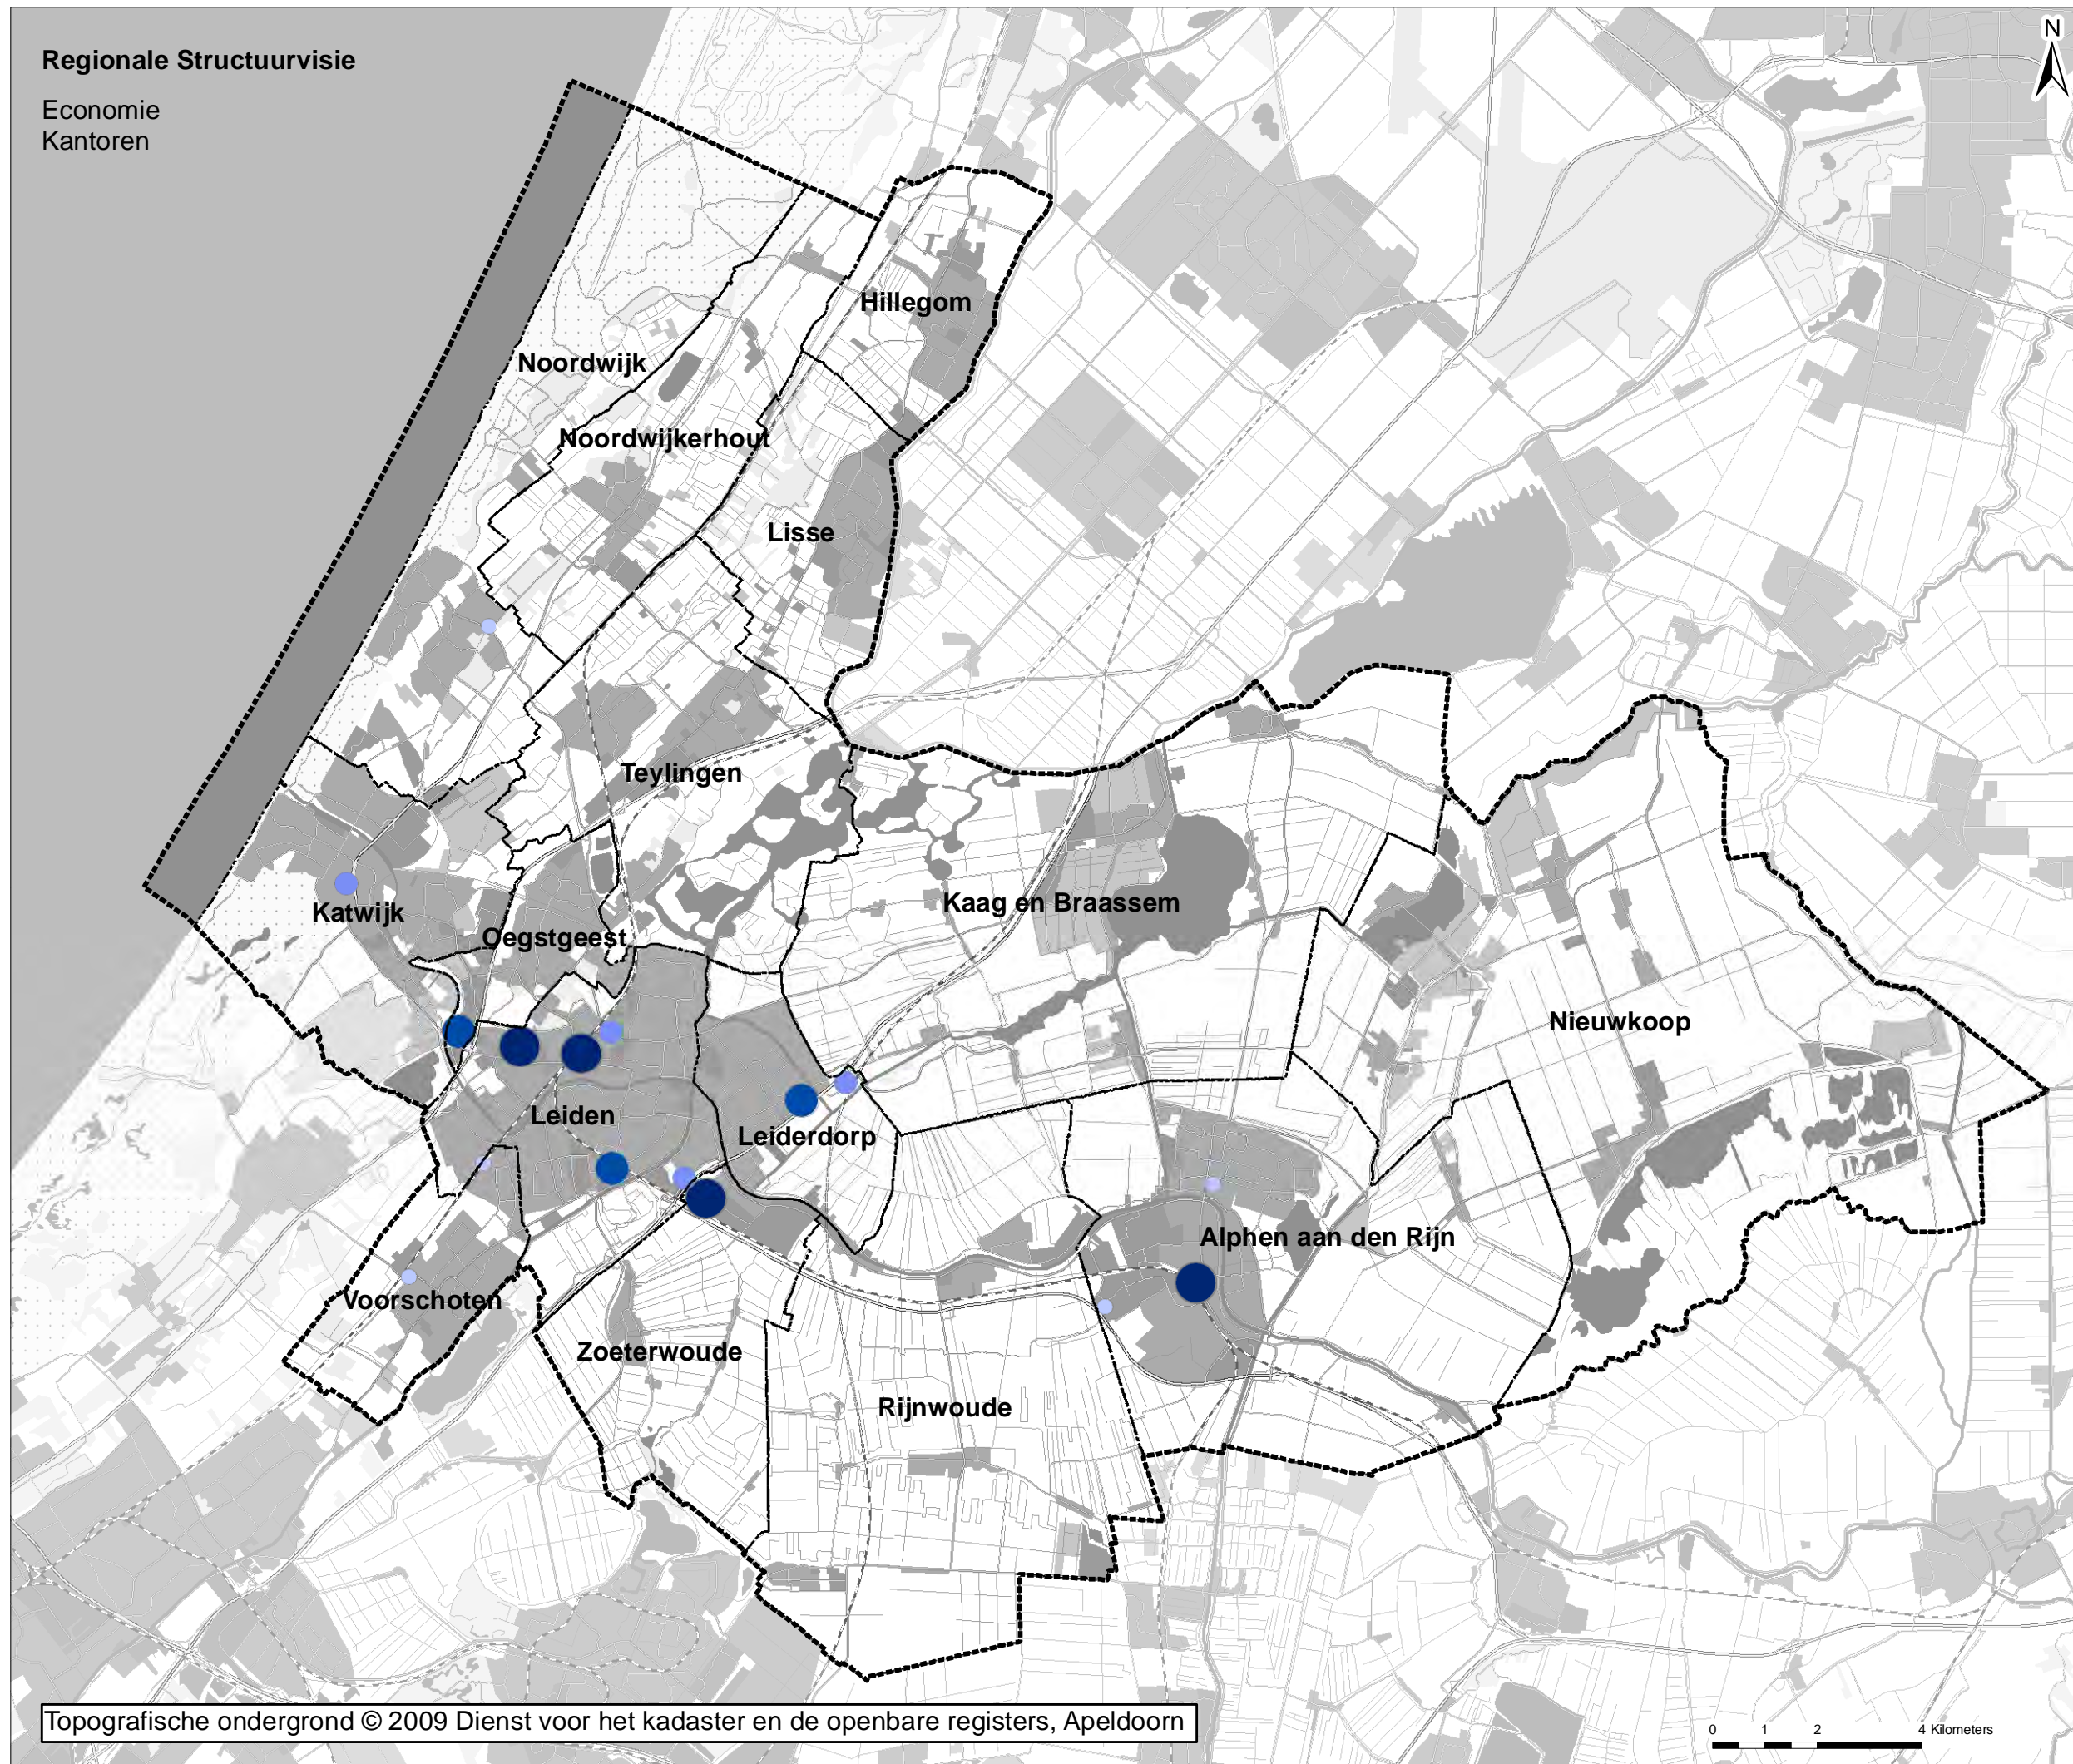 Regionale Structuurvisie
Economie
Kantoren
N
Hillegom
Noordwijk
Noordwijkerhout
Lisse
Teylingen
Katwijk
Oegstgeest
Kaag en Braassem
Nieuwkoop
Leiden
Leiderdorp
Alphen aan den Rijn
Voorschoten
Zoeterwoude
Rijnwoude
Topografische ondergrond © 2009 Dienst voor het kadaster en de openbare registers, Apeldoorn
0 1 2 4 Kilometers